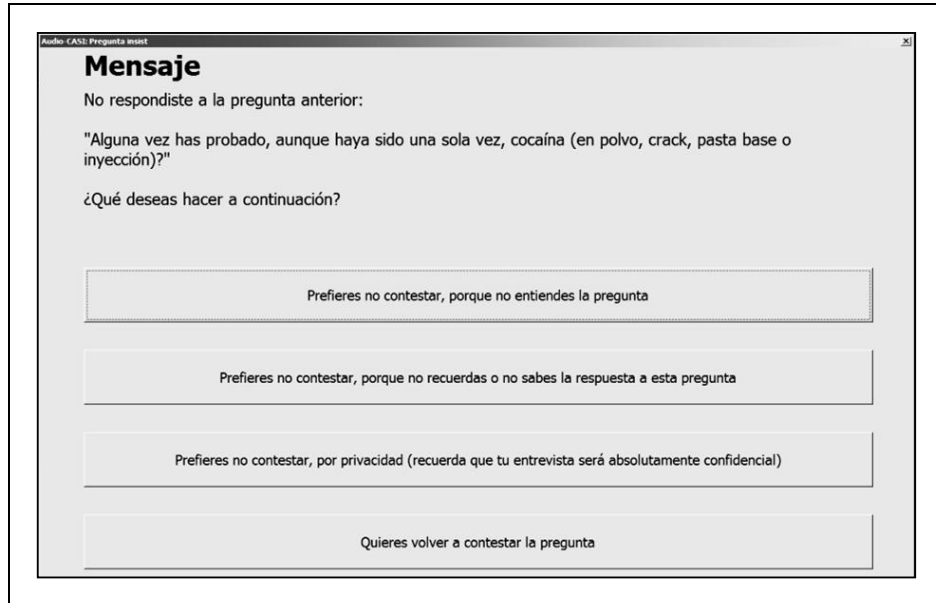 Audio-CASI: Pregunta insist
Mensaje
No respondiste a la pregunta anterior:
"Alguna vez has probado, aunque haya sido una sola vez, cocaína (en polvo, crack, pasta base o
inyección)?"
¿Qué deseas hacer a continuación?
Prefieres no contestar, porque no entiendes la pregunta
Prefieres no contestar, porque no recuerdas o no sabes la respuesta a esta pregunta
Prefieres no contestar, por privacidad (recuerda que tu entrevista será absolutamente confidencial)
Quieres volver a contestar la pregunta